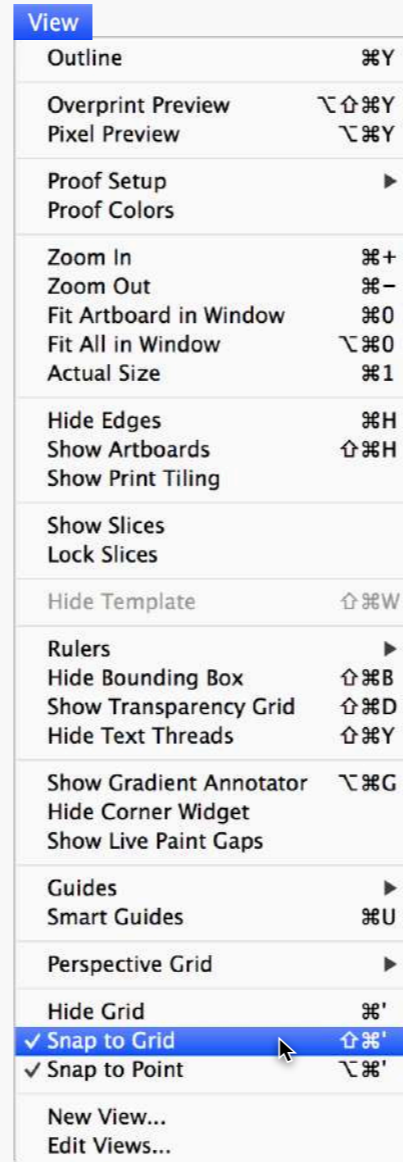 View
Outline ⌘Y
Overprint Preview ⌥⇧⌘Y
Pixel Preview ⌥⌘Y
Proof Setup ▶
Proof Colors
Zoom In ⌘+
Zoom Out ⌘−
Fit Artboard in Window ⌘0
Fit All in Window ⌥⌘0
Actual Size ⌘1
Hide Edges ⌘H
Show Artboards ⇧⌘H
Show Print Tiling
Show Slices
Lock Slices
Hide Template ⇧⌘W
Rulers ▶
Hide Bounding Box ⇧⌘B
Show Transparency Grid ⇧⌘D
Hide Text Threads ⇧⌘Y
Show Gradient Annotator ⌥⌘G
Hide Corner Widget
Show Live Paint Gaps
Guides ▶
Smart Guides ⌘U
Perspective Grid ▶
Hide Grid ⌘'
✓ Snap to Grid ⇧⌘'
✓ Snap to Point ⌥⌘'
New View...
Edit Views...